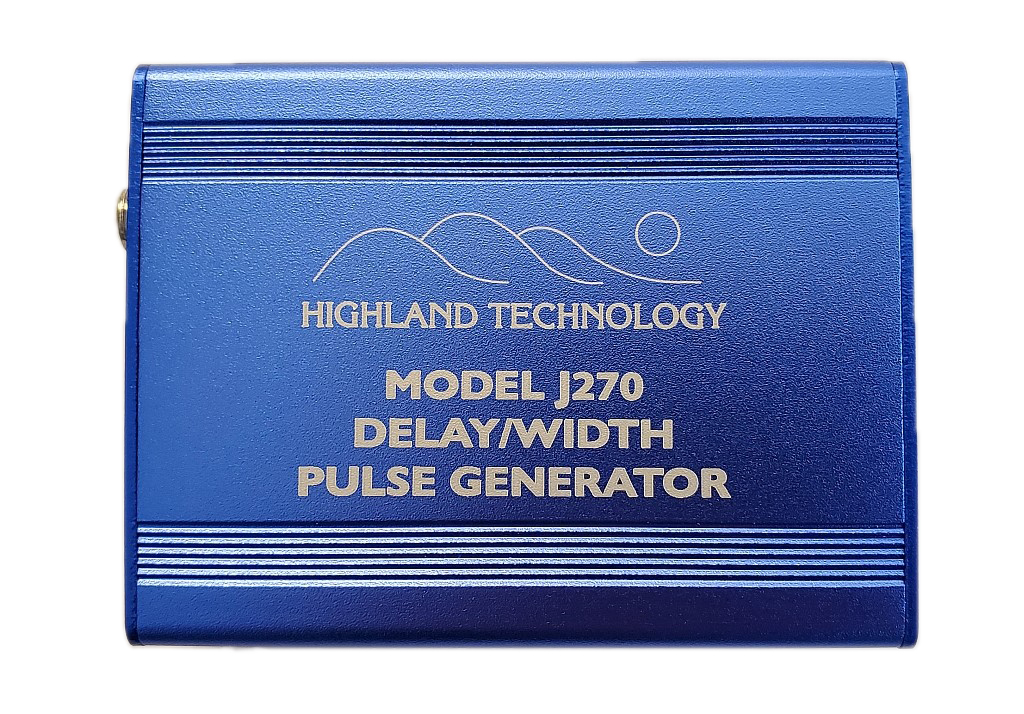 HIGHLAND TECHNOLOGY
MODEL J270
DELAY/WIDTH
PULSE GENERATOR